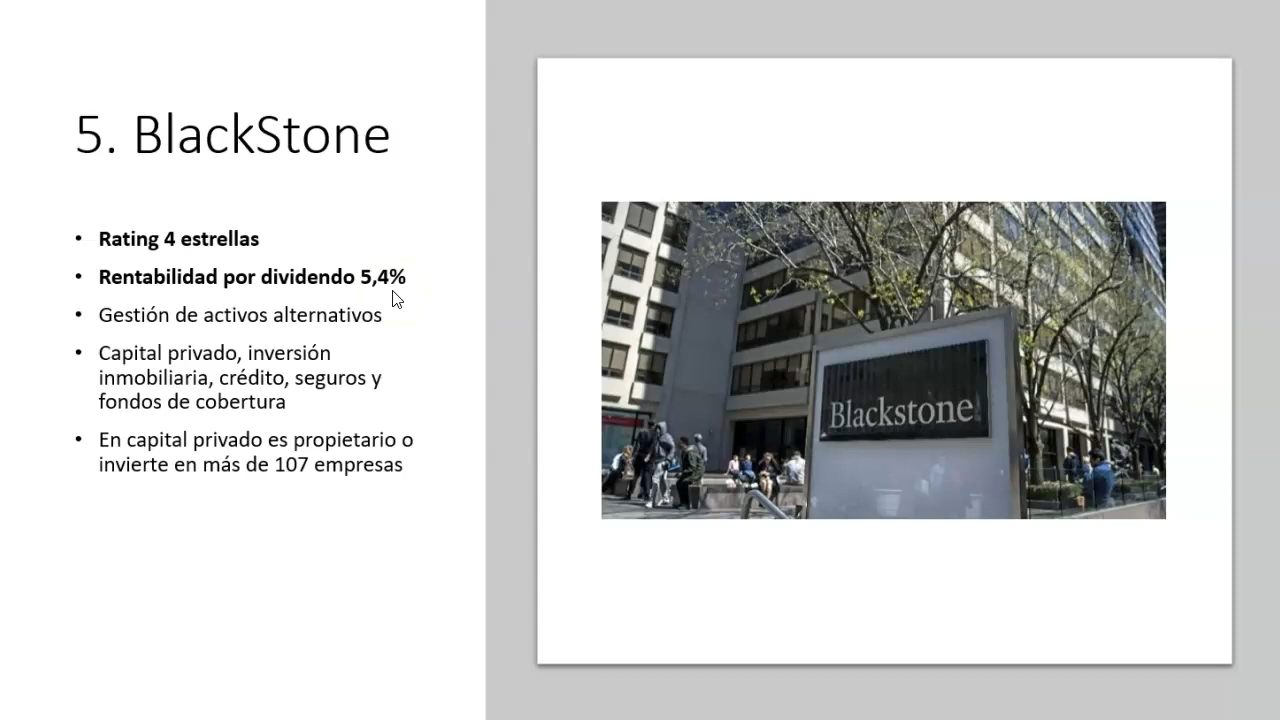 5. BlackStone
• Rating 4 estrellas
• Rentabilidad por dividendo 5,4%
• Gestión de activos alternativos
• Capital privado, inversión
inmobiliaria, crédito, seguros y
fondos de cobertura
• En capital privado es propietario o
invierte en más de 107 empresas
Blackstone